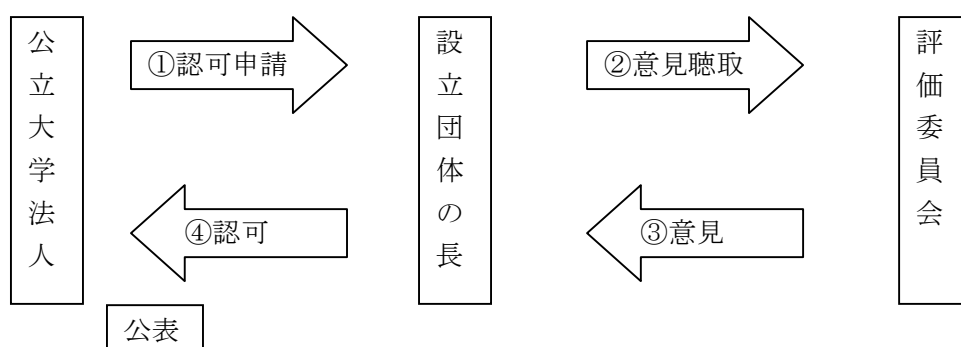 公立大学法人
①認可申請
設立団体の長
②意見聴取
評価委員会
④認可
③意見
公表